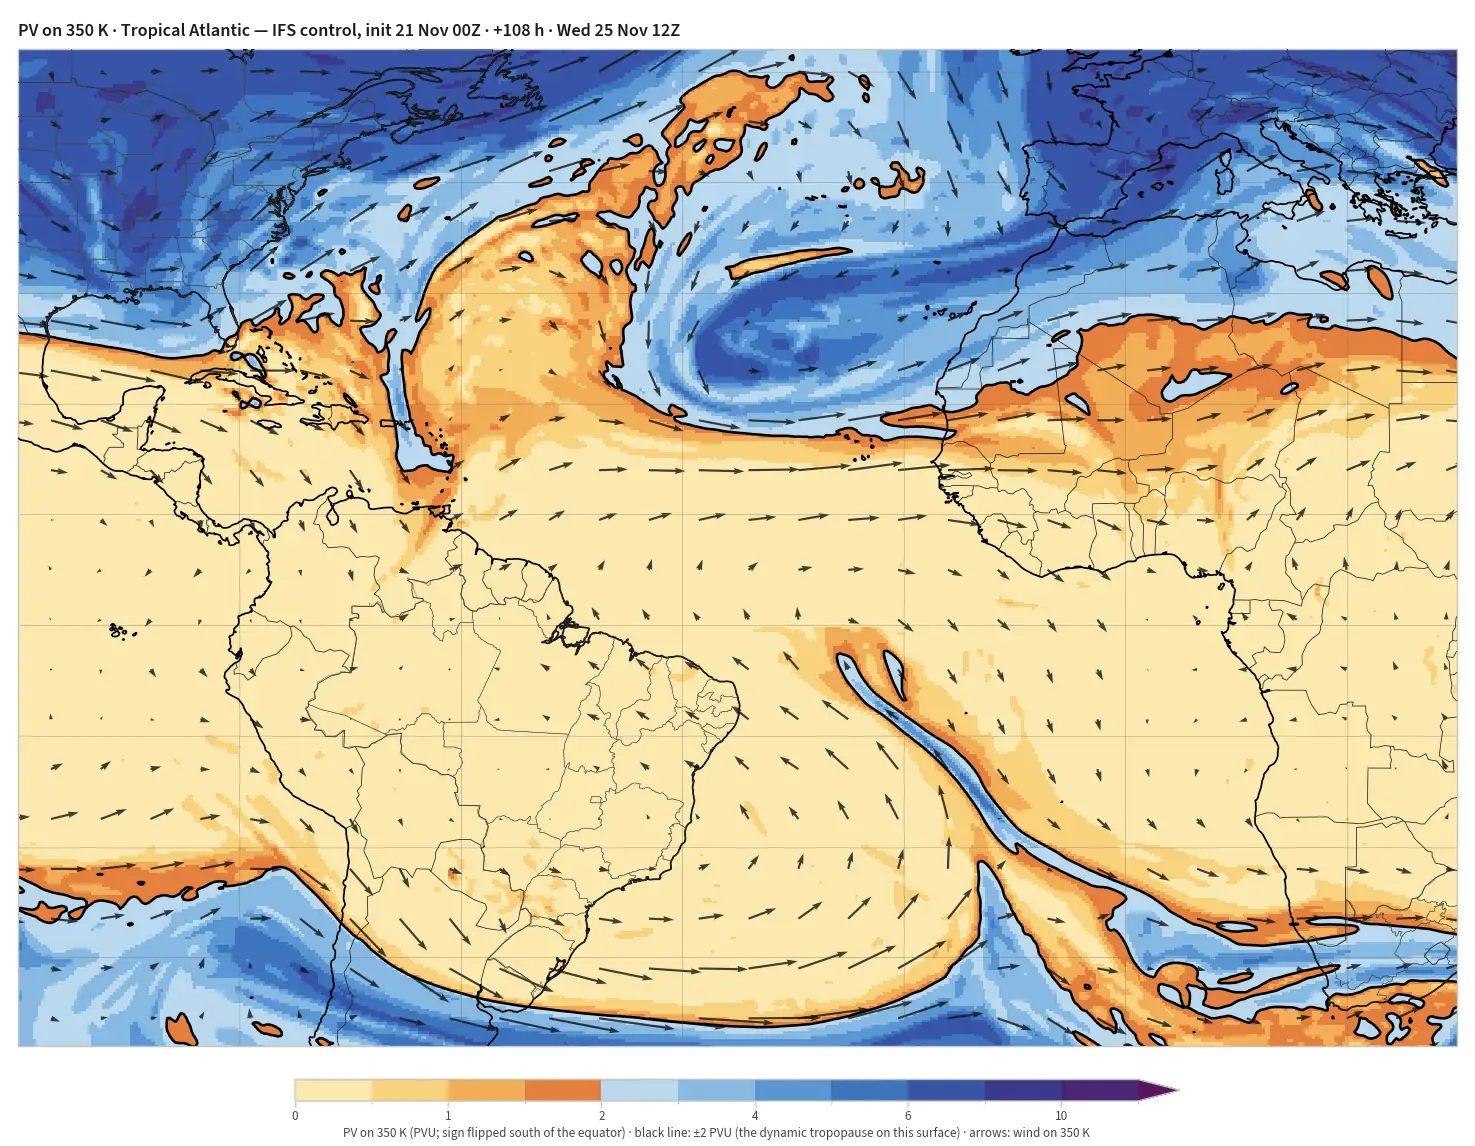 PV on 350 K · Tropical Atlantic — IFS control, init 21 Nov 00Z · +108 h · Wed 25 Nov 12Z
0 1 2 4 6 10
PV on 350 K (PVU; sign flipped south of the equator) · black line: ±2 PVU (the dynamic tropopause on this surface) · arrows: wind on 350 K